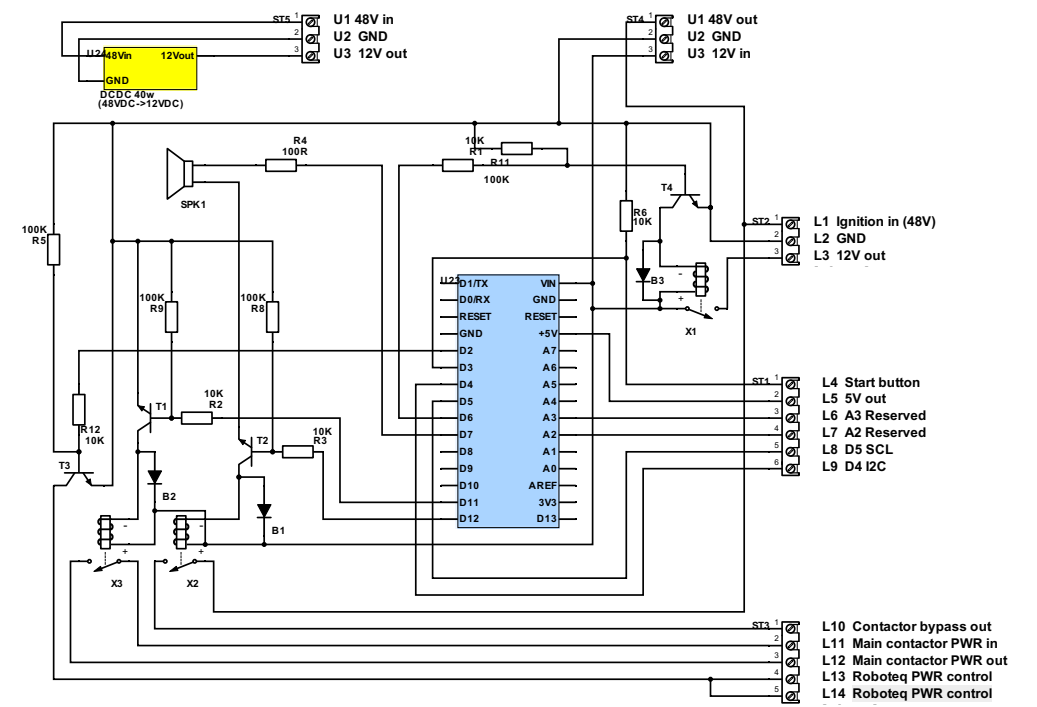 ST5
1
2
3
U1 48V in
U2 GND
U3 12V out
ST4
1
2
3
U1 48V out
U2 GND
U3 12V in
U24
48Vin
12Vout
GND
DCDC 40w
(48VDC->12VDC)
R4
100R
SPK1
10K
R1
R11
100K
T4
R6
10K
ST2
1
2
3
L1 Ignition in (48V)
L2 GND
L3 12V out
100K
R5
B3
-
+
X1
100K
R9
100K
R8
U23
D1/TX
D0/RX
RESET
GND
D2
D3
D4
D5
D6
D7
D8
D9
D10
D11
D12
VIN
GND
RESET
+5V
A7
A6
A5
A4
A3
A2
A1
A0
AREF
3V3
D13
ST1
1
2
3
4
5
6
L4 Start button
L5 5V out
L6 A3 Reserved
L7 A2 Reserved
L8 D5 SCL
L9 D4 I2C
T1
10K
R2
R12
10K
T2
10K
R3
T3
B2
B1
-
+
X3
-
+
X2
ST3
1
2
3
4
5
L10 Contactor bypass out
L11 Main contactor PWR in
L12 Main contactor PWR out
L13 Roboteq PWR control
L14 Roboteq PWR control